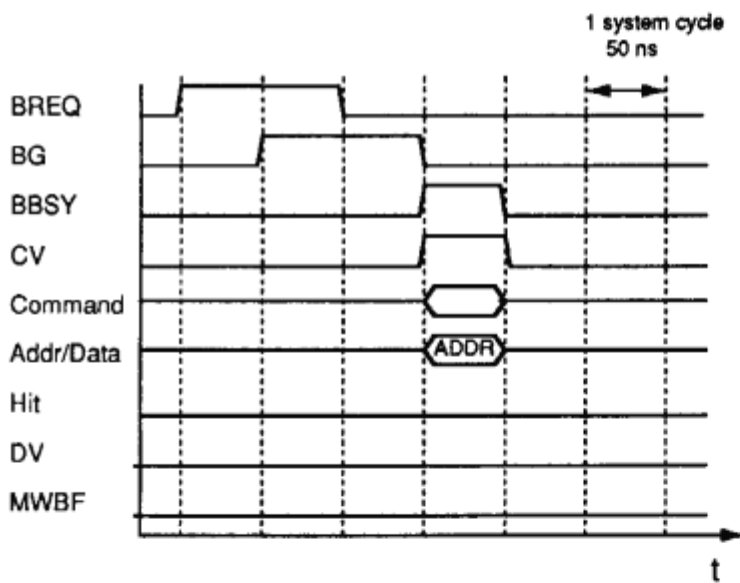 1 system cycle
50 ns
BREQ
BG
BBSY
CV
Command
Addr/Data
ADDR
Hit
DV
MWBF
t